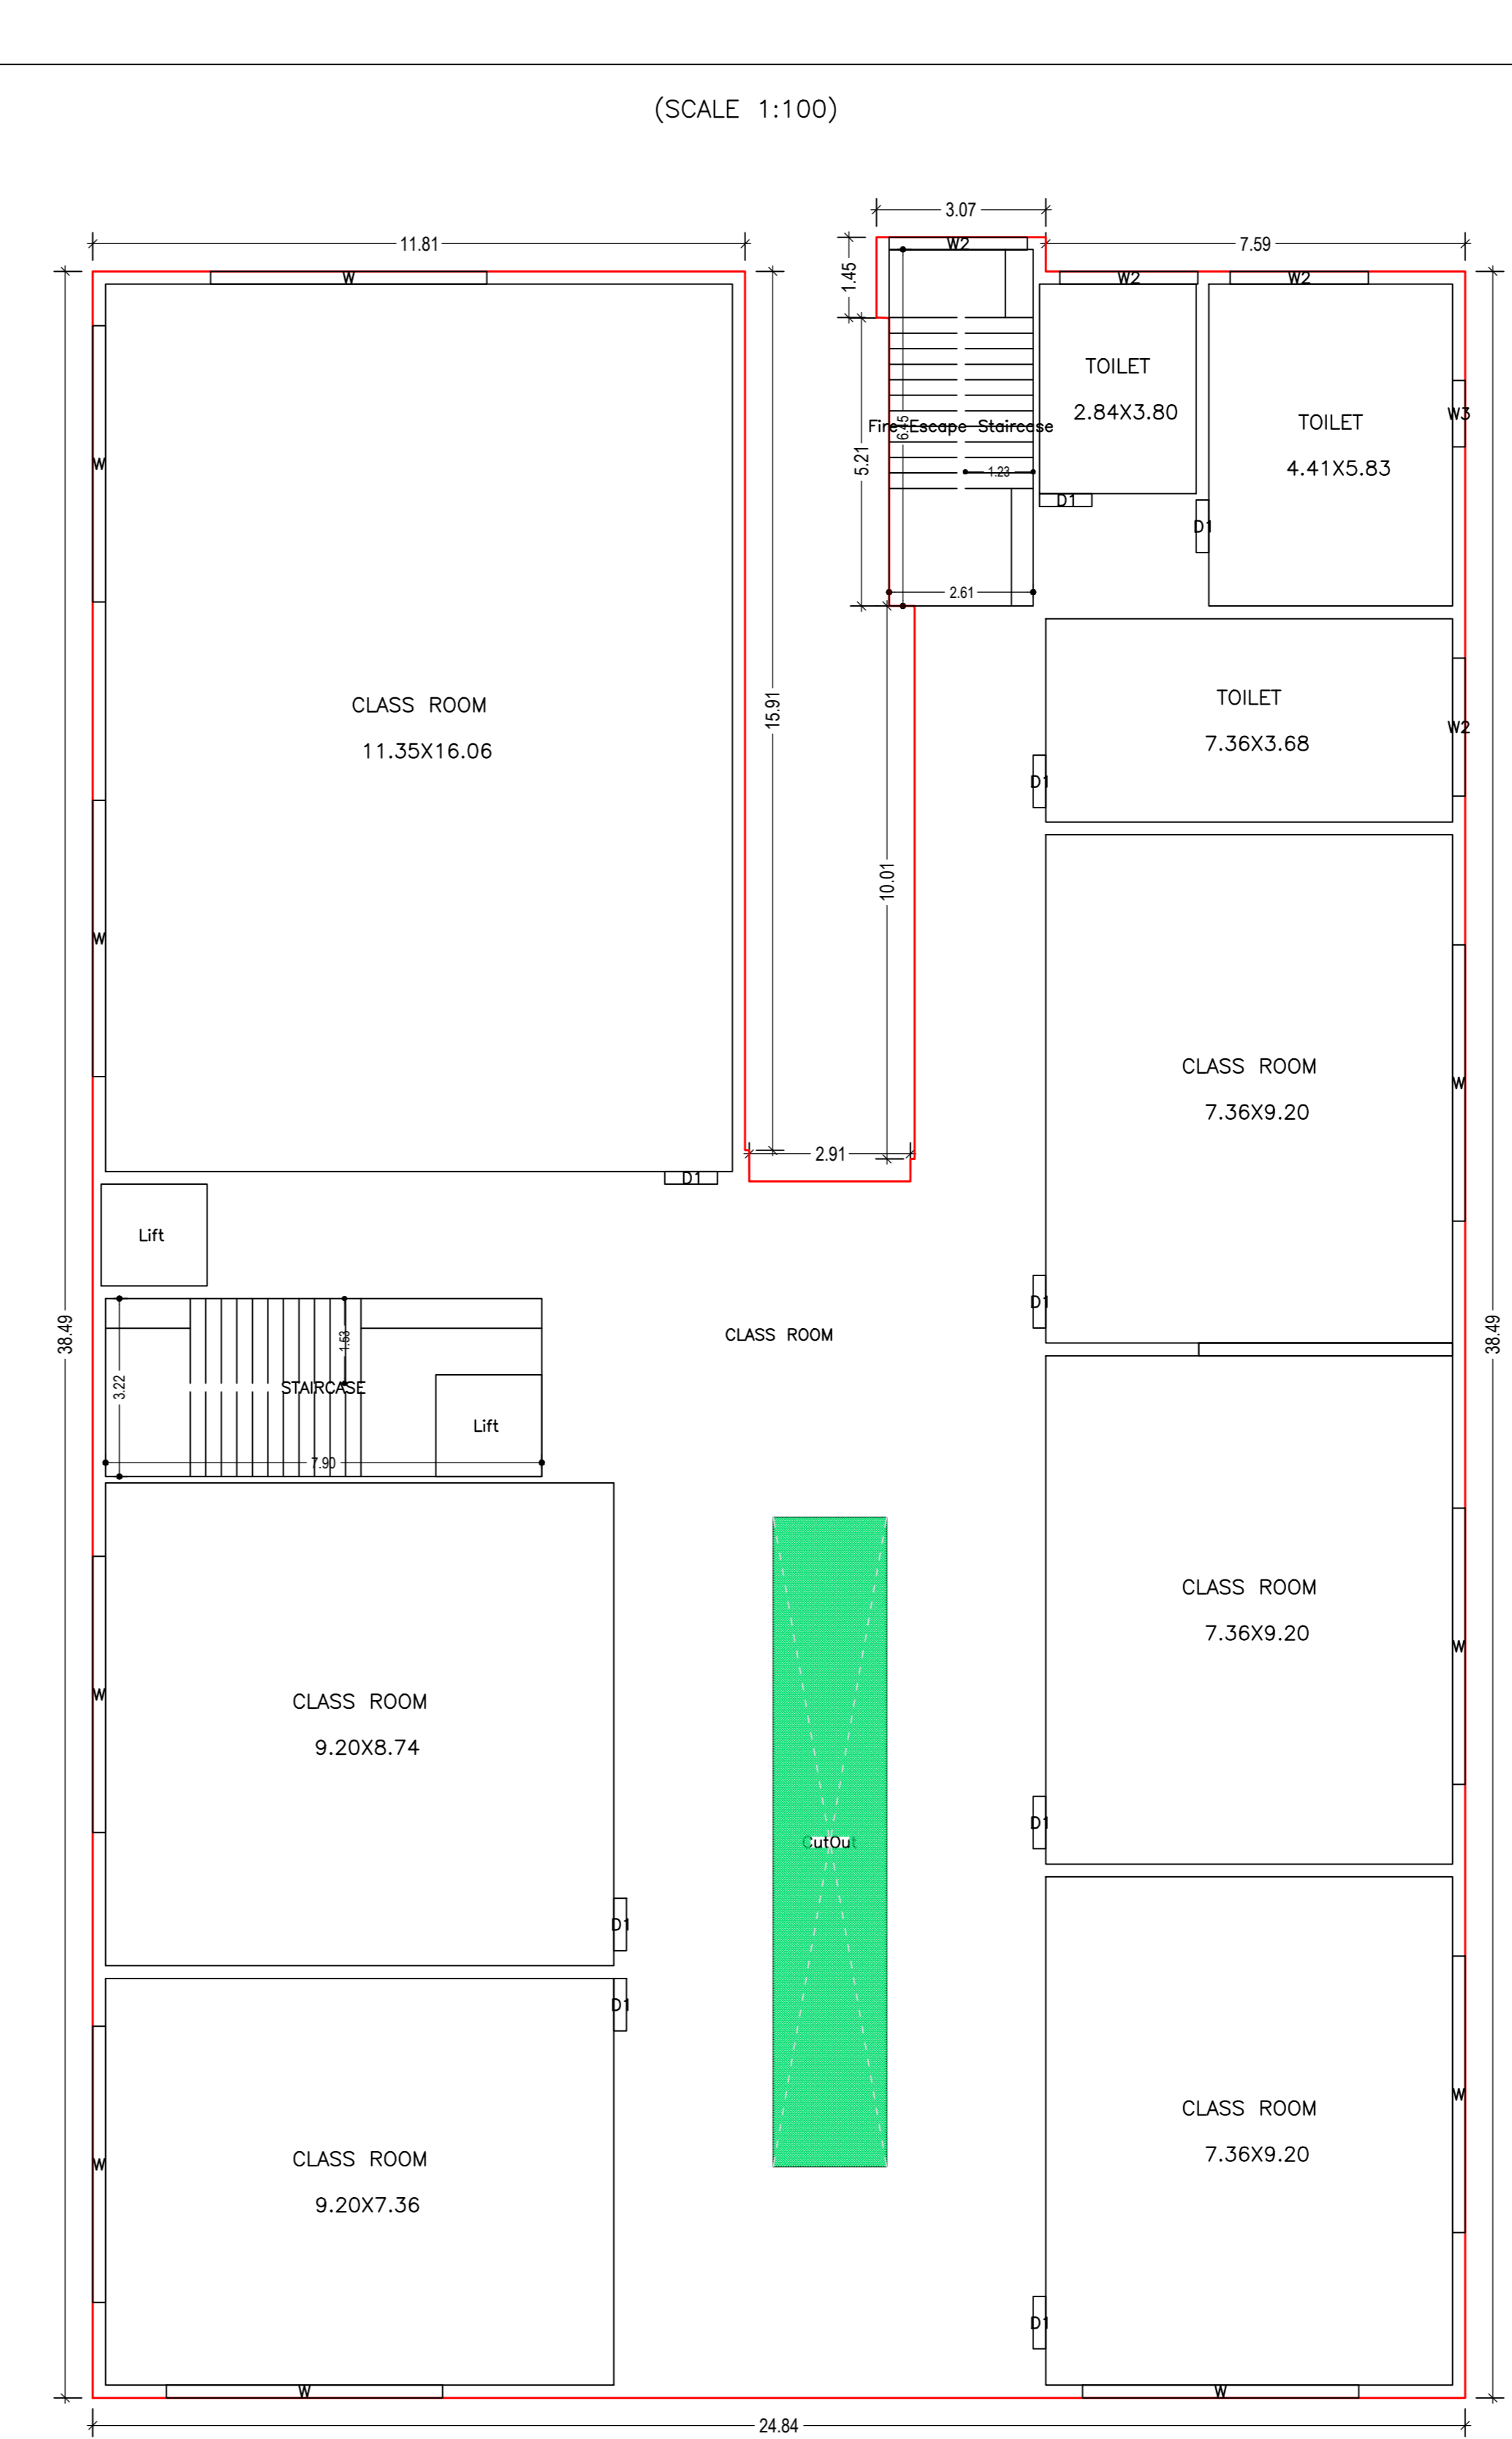 (SCALE 1:100)
3.07
11.81
7.59
W2
1.45
W
W2
W2
TOILET
2.84X3.80
TOILET
4.41X5.83
W3
Fire Escape Staircase
6.45
5.21
W
1.23
D1
D1
2.61
CLASS ROOM
11.35X16.06
15.91
TOILET
7.36X3.68
W2
D1
10.01
W
CLASS ROOM
7.36X9.20
W
2.91
D1
Lift
D1
38.49
CLASS ROOM
38.49
1.53
3.22
STAIRCASE
Lift
7.90
CLASS ROOM
7.36X9.20
W
CLASS ROOM
9.20X8.74
W
D1
CutOut
D1
D1
CLASS ROOM
7.36X9.20
W
CLASS ROOM
9.20X7.36
W
D1
W
W
24.84